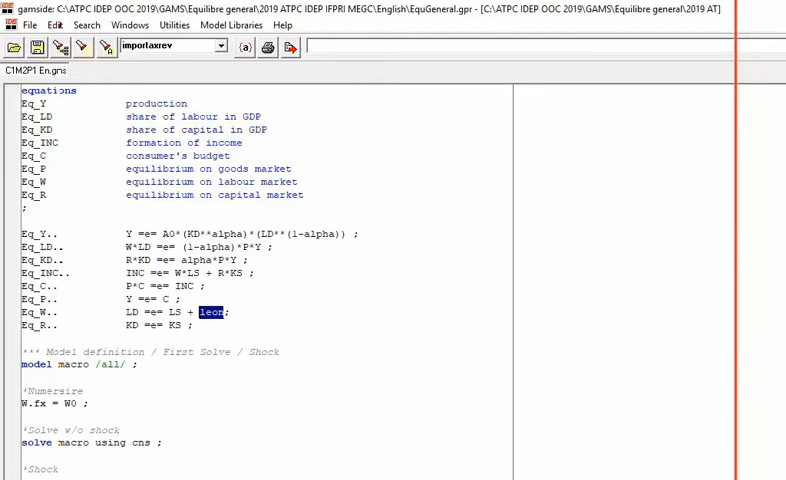 gamside: C:\ATPC IDEP OOC 2019\GAMS\Equilibre general\2019 ATPC IDEP IFPRI MEGC\English\EquGeneral.gpr - [C:\ATPC IDEP OOC 2019\GAMS\Equilibre general\2019 AT]
File Edit Search Windows Utilities Model Libraries Help
importaxrev {a}
C1M2P1 En.gms
equations
Eq_Y production
Eq_LD share of labour in GDP
Eq_KD share of capital in GDP
Eq_INC formation of income
Eq_C consumer's budget
Eq_P equilibrium on goods market
Eq_W equilibrium on labour market
Eq_R equilibrium on capital market
;
Eq_Y.. Y =e= A0*(KD**alpha)*(LD**(1-alpha)) ;
Eq_LD.. W*LD =e= (1-alpha)*P*Y ;
Eq_KD.. R*KD =e= alpha*P*Y ;
Eq_INC.. INC =e= W*LS + R*KS ;
Eq_C.. P*C =e= INC ;
Eq_P.. Y =e= C ;
Eq_W.. LD =e= LS + leon;
Eq_R.. KD =e= KS ;
*** Model definition / First Solve / Shock
model macro /all/ ;
*Numeraire
W.fx = W0 ;
*Solve w/o shock
solve macro using cns ;
*Shock